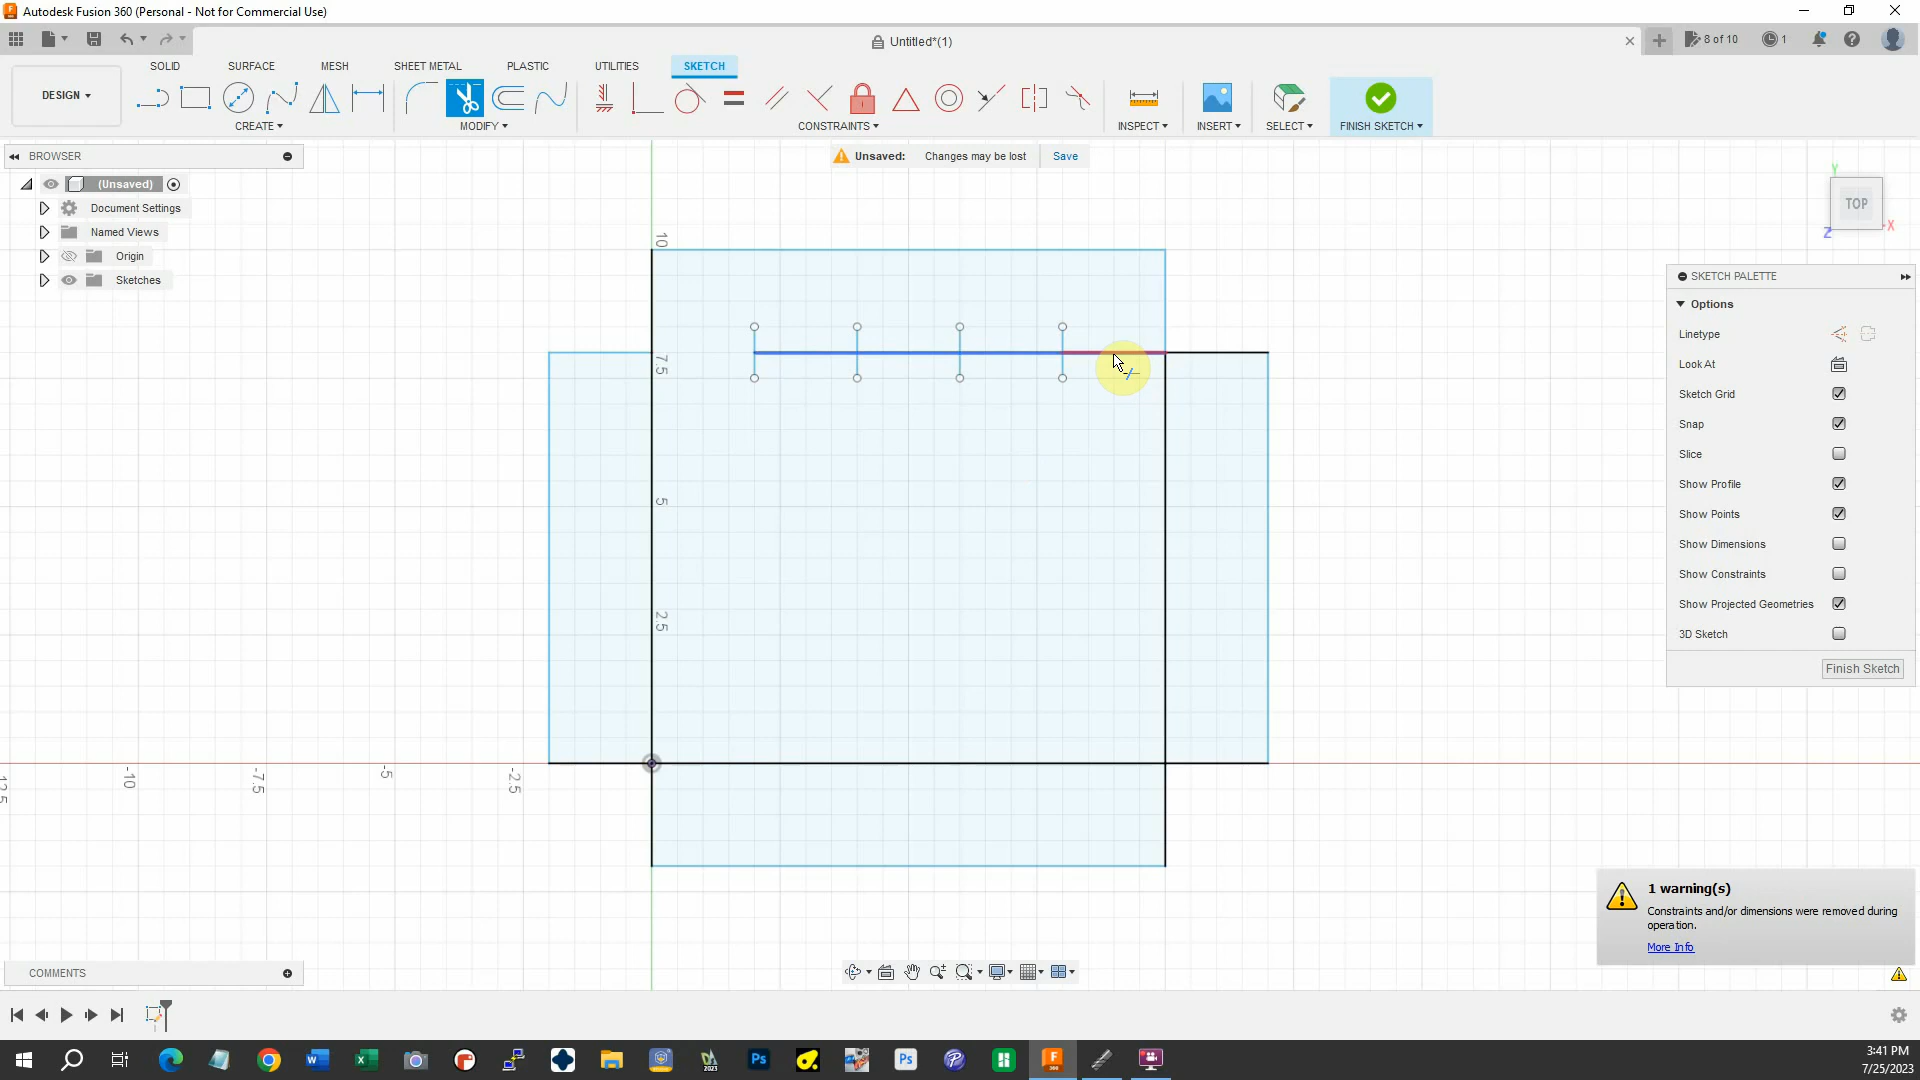 Autodesk Fusion 360 (Personal - Not for Commercial Use)
Untitled*(1)
8 of 10
1
SOLID
SURFACE
MESH
SHEET METAL
PLASTIC
UTILITIES
SKETCH
DESIGN
CREATE
MODIFY
CONSTRAINTS
INSPECT
INSERT
SELECT
FINISH SKETCH
BROWSER
Unsaved: Changes may be lost Save
(Unsaved)
Document Settings
Named Views
Origin
Sketches
Y
TOP
X
Z
10
7.5
5
2.5
12.5
-10
-7.5
-5
-2.5
SKETCH PALETTE
Options
Linetype
Look At
Sketch Grid
Snap
Slice
Show Profile
Show Points
Show Dimensions
Show Constraints
Show Projected Geometries
3D Sketch
Finish Sketch
1 warning(s)
Constraints and/or dimensions were removed during
operation.
More Info
COMMENTS
3:41 PM
7/25/2023